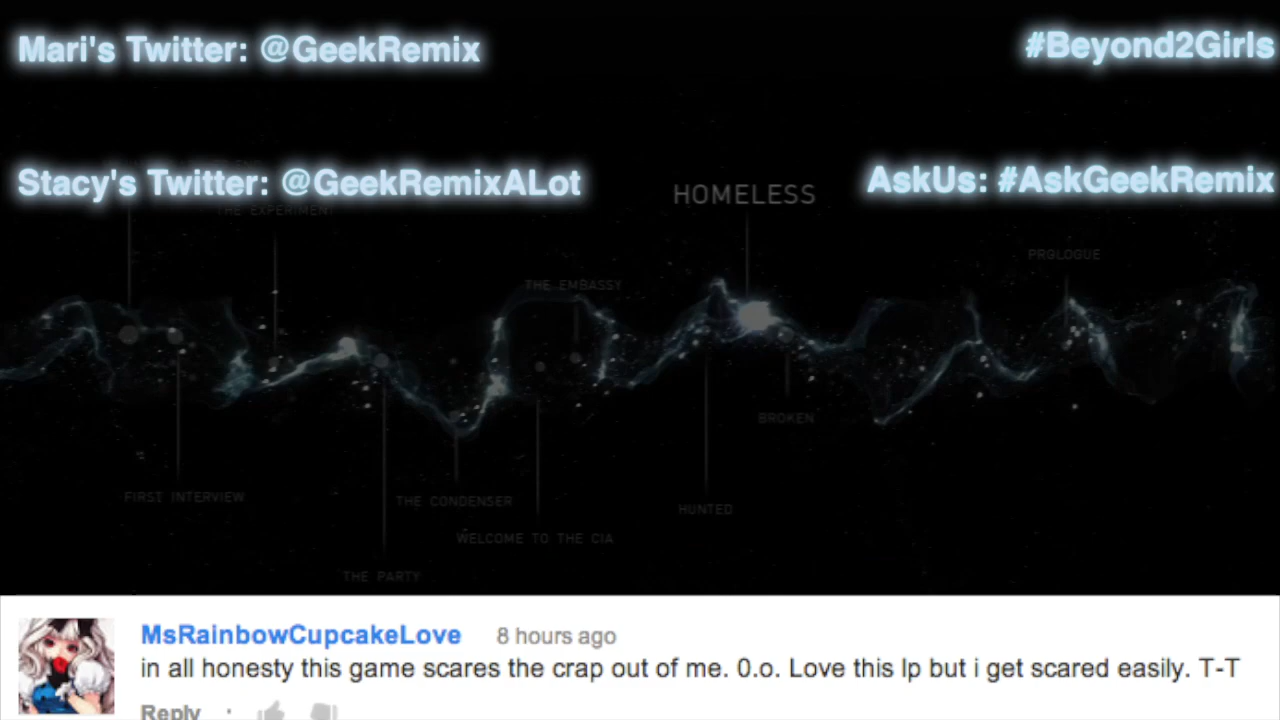 Mari's Twitter: @GeekRemix
#Beyond2Girls
Stacy's Twitter: @GeekRemixALot
AskUs: #AskGeekRemix
HOMELESS
THE EXPERIMENT
PROLOGUE
THE EMBASSY
BROKEN
FIRST INTERVIEW
THE CONDENSER
HUNTED
WELCOME TO THE CIA
THE PARTY
MsRainbowCupcakeLove 8 hours ago
in all honesty this game scares the crap out of me. 0.o. Love this lp but i get scared easily. T-T
Reply ·